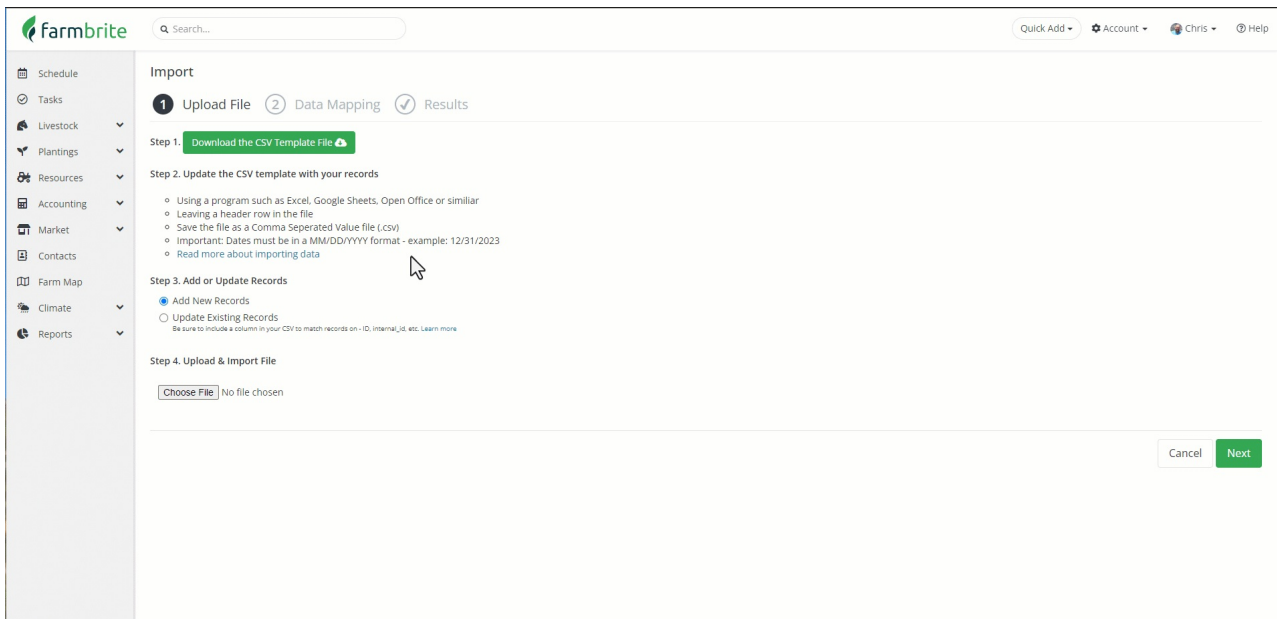 farmbrite
Search...
Quick Add
Account
Chris
Help
Schedule
Tasks
Livestock
Plantings
Resources
Accounting
Market
Contacts
Farm Map
Climate
Reports
Import
1 Upload File 2 Data Mapping Results
Step 1. Download the CSV Template File
Step 2. Update the CSV template with your records
Using a program such as Excel, Google Sheets, Open Office or similiar
Leaving a header row in the file
Save the file as a Comma Seperated Value file (.csv)
Important: Dates must be in a MM/DD/YYYY format - example: 12/31/2023
Read more about importing data
Step 3. Add or Update Records
Add New Records
Update Existing Records
Be sure to include a column in your CSV to match records on - ID, internal_id, etc. Learn more
Step 4. Upload & Import File
Choose File No file chosen
Cancel Next